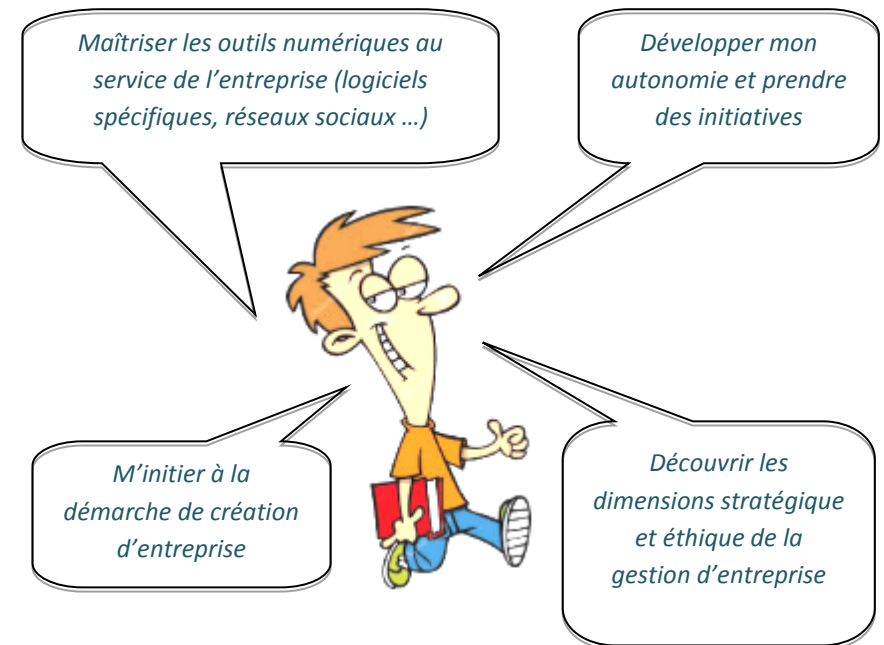 Maîtriser les outils numériques au
service de l’entreprise (logiciels
spécifiques, réseaux sociaux …)
Développer mon
autonomie et prendre
des initiatives
M’initier à la
démarche de création
d’entreprise
Découvrir les
dimensions stratégique
et éthique de la
gestion d’entreprise